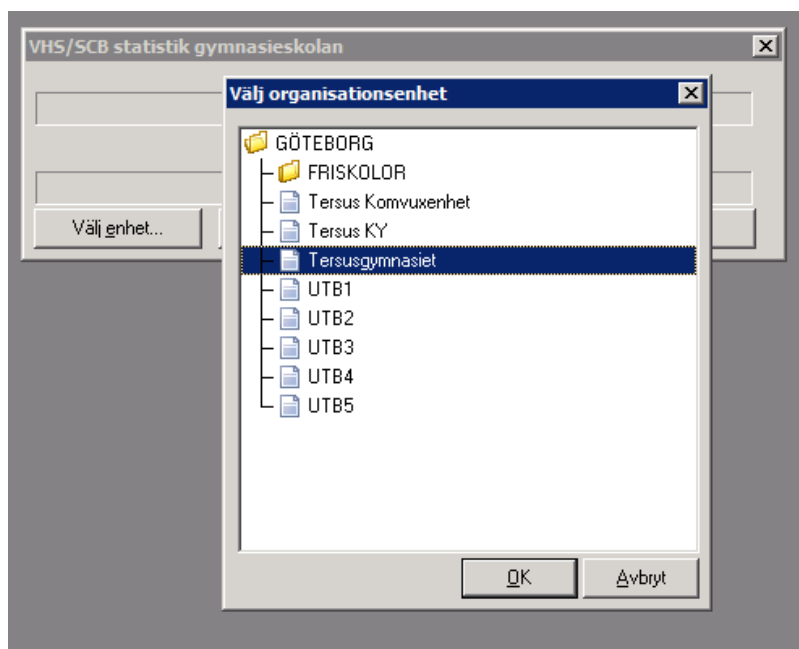 VHS/SCB statistik gymnasieskolan
Välj enhet...
Välj organisationsenhet
GÖTEBORG
FRISKOLOR
Tersus Komvuxenhet
Tersus KY
Tersusgymnasiet
UTB1
UTB2
UTB3
UTB4
UTB5
OK
Avbryt